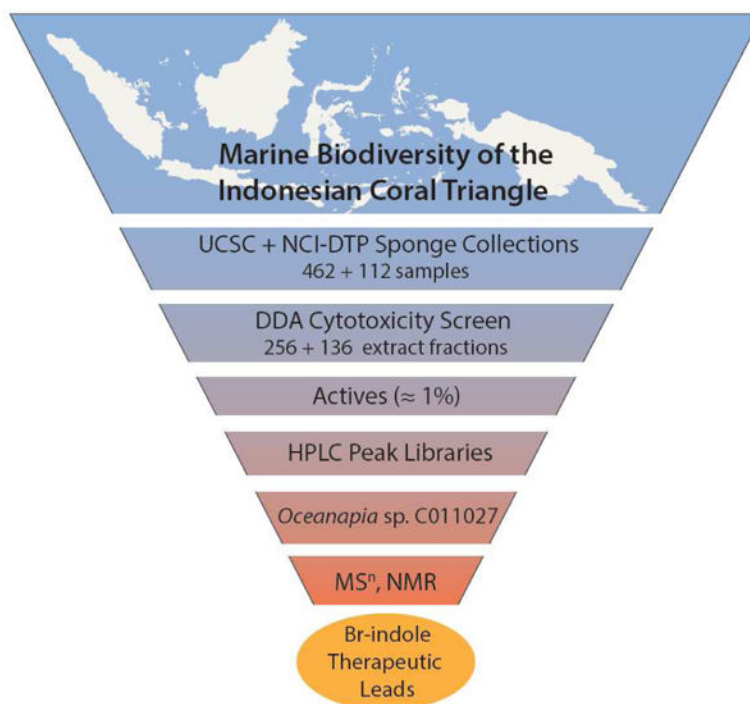 Marine Biodiversity of the
Indonesian Coral Triangle
UCSC + NCI-DTP Sponge Collections
462 + 112 samples
DDA Cytotoxicity Screen
256 + 136 extract fractions
Actives (≈ 1%)
HPLC Peak Libraries
Oceanapia sp. C011027
MSⁿ, NMR
Br-indole
Therapeutic
Leads